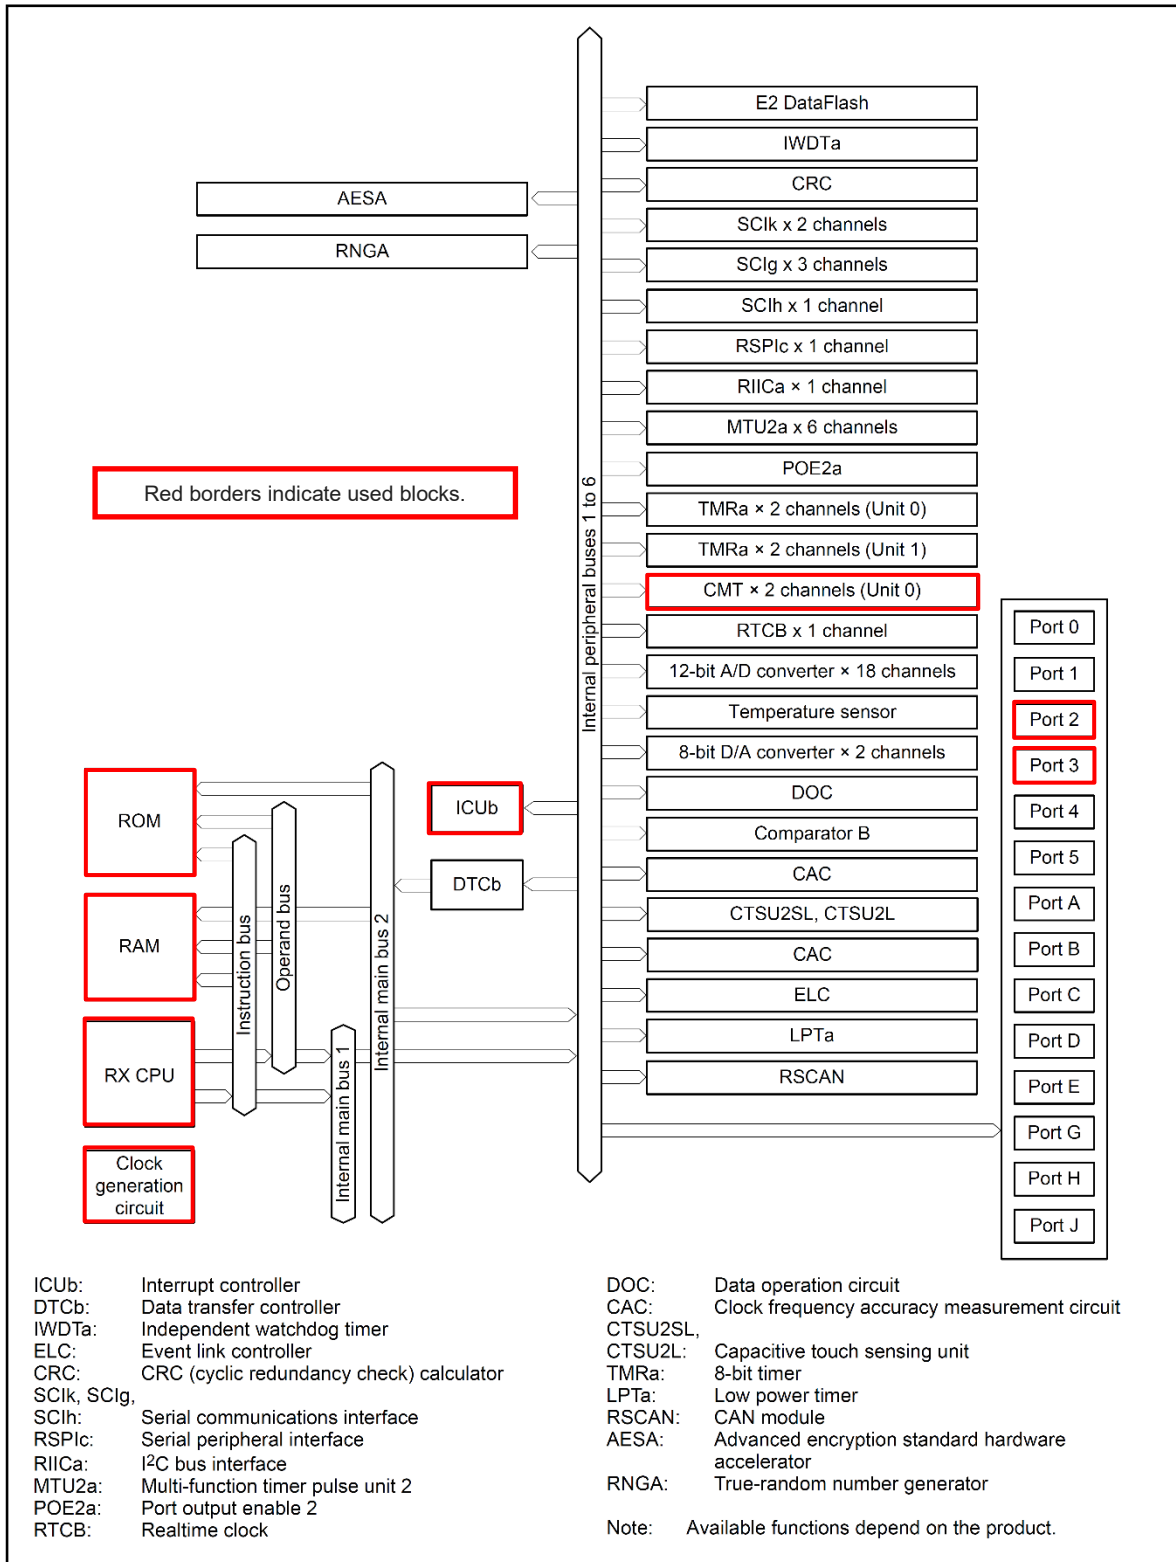 E2 DataFlash
IWDTa
CRC
AESA
SCIk x 2 channels
RNGA
SCIg x 3 channels
SCIh x 1 channel
RSPIc x 1 channel
RIICa × 1 channel
MTU2a x 6 channels
POE2a
Red borders indicate used blocks.
TMRa × 2 channels (Unit 0)
TMRa × 2 channels (Unit 1)
CMT × 2 channels (Unit 0)
RTCB x 1 channel
12-bit A/D converter × 18 channels
Temperature sensor
8-bit D/A converter × 2 channels
DOC
Comparator B
CAC
CTSU2SL, CTSU2L
CAC
ELC
LPTa
RSCAN
Internal peripheral buses 1 to 6
Port 0
Port 1
Port 2
Port 3
Port 4
Port 5
Port A
Port B
Port C
Port D
Port E
Port G
Port H
Port J
ROM
RAM
RX CPU
Clock
generation
circuit
Instruction bus
Operand bus
Internal main bus 1
Internal main bus 2
ICUb
DTCb
ICUb: Interrupt controller
DTCb: Data transfer controller
IWDTa: Independent watchdog timer
ELC: Event link controller
CRC: CRC (cyclic redundancy check) calculator
SCIk, SCIg,
SCIh: Serial communications interface
RSPIc: Serial peripheral interface
RIICa: I2C bus interface
MTU2a: Multi-function timer pulse unit 2
POE2a: Port output enable 2
RTCB: Realtime clock
DOC: Data operation circuit
CAC: Clock frequency accuracy measurement circuit
CTSU2SL,
CTSU2L: Capacitive touch sensing unit
TMRa: 8-bit timer
LPTa: Low power timer
RSCAN: CAN module
AESA: Advanced encryption standard hardware
accelerator
RNGA: True-random number generator
Note: Available functions depend on the product.